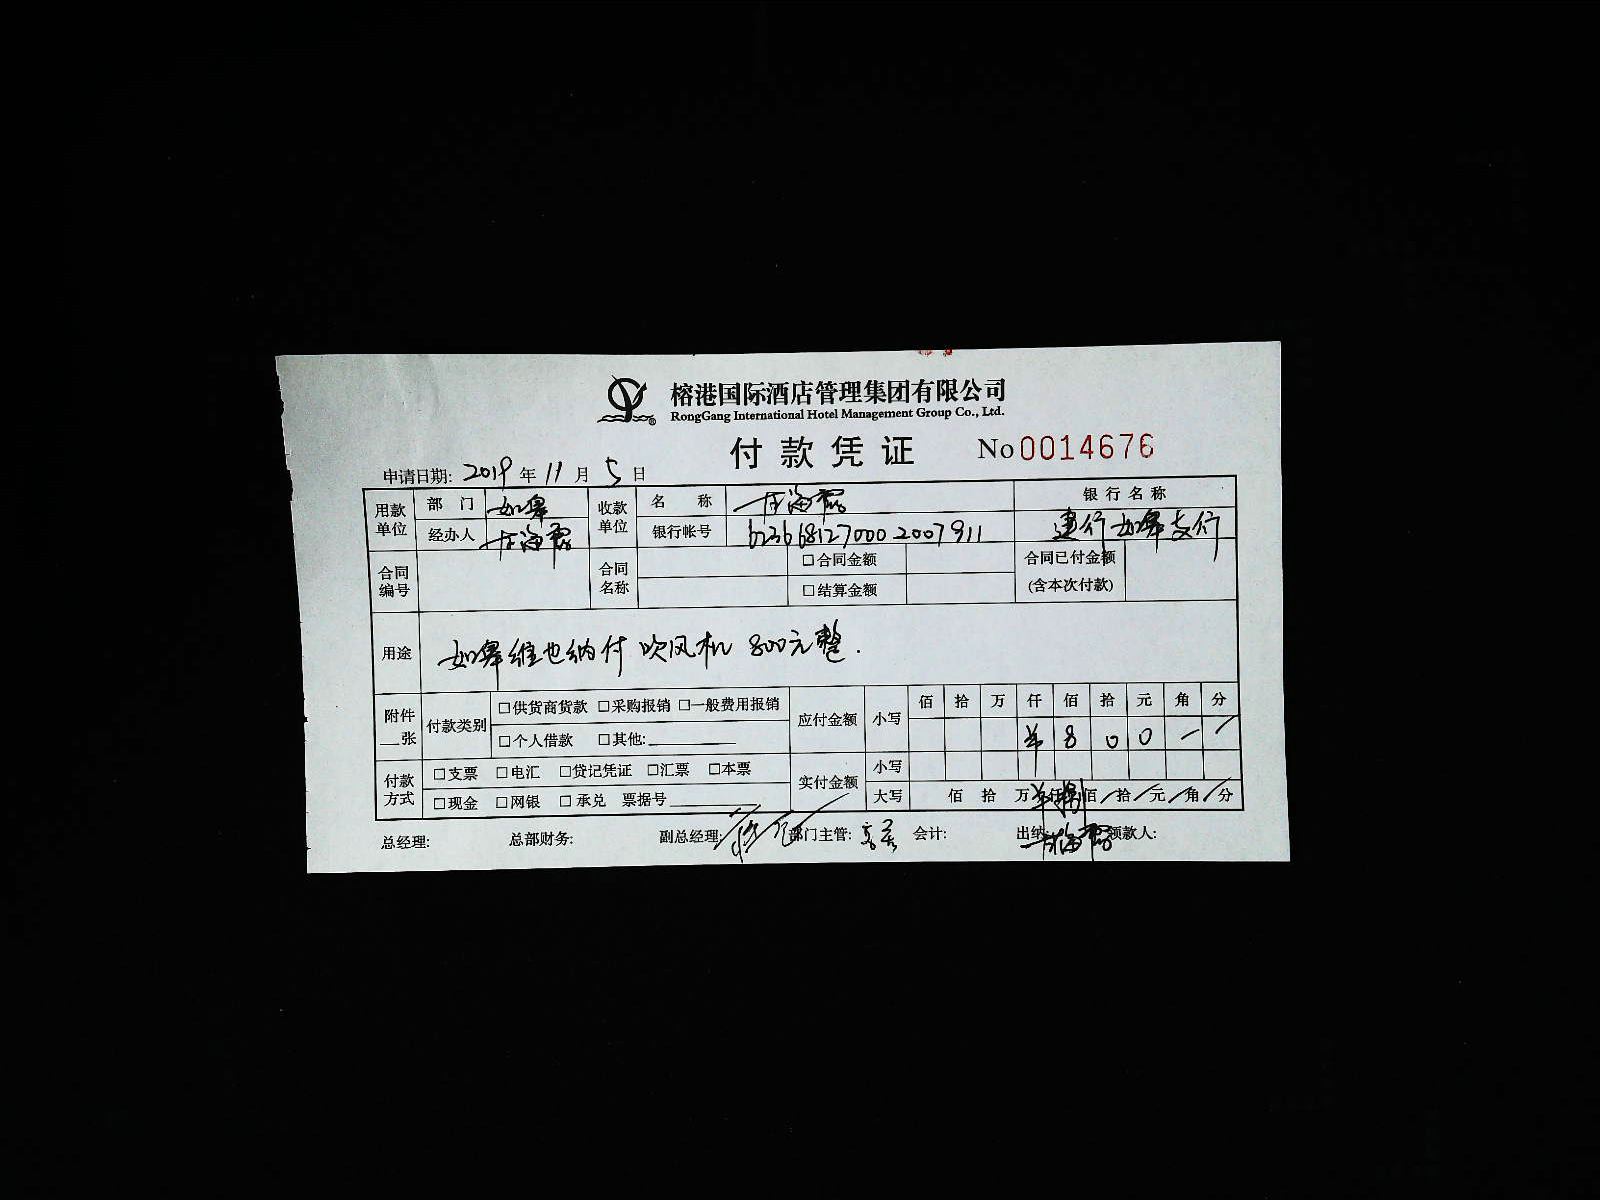 榕港国际酒店管理集团有限公司
RongGang International Hotel Management Group Co., Ltd.
付款凭证 No 0014676
申请日期: 2019 年 11 月 5 日
用款单位 部门 如皋 收款单位 名称 银行名称
经办人 银行帐号 6236681270002007911 建行如皋支行
合同编号 合同名称 □合同金额 合同已付金额
□结算金额 (含本次付款)
用途 如皋维也纳付吹风机 800元整.
附件 张 付款类别 □供货商货款 □采购报销 □一般费用报销 应付金额 小写 佰 拾 万 仟 佰 拾 元 角 分
□个人借款 □其他: ¥ 8 0 0 - -
付款方式 □支票 □电汇 □贷记凭证 □汇票 □本票 实付金额 小写
□现金 □网银 □承兑 票据号 大写 佰 拾 万 仟 佰 拾 元 角 分
总经理: 总部财务: 副总经理: 部门主管: 会计: 出纳: 领款人: